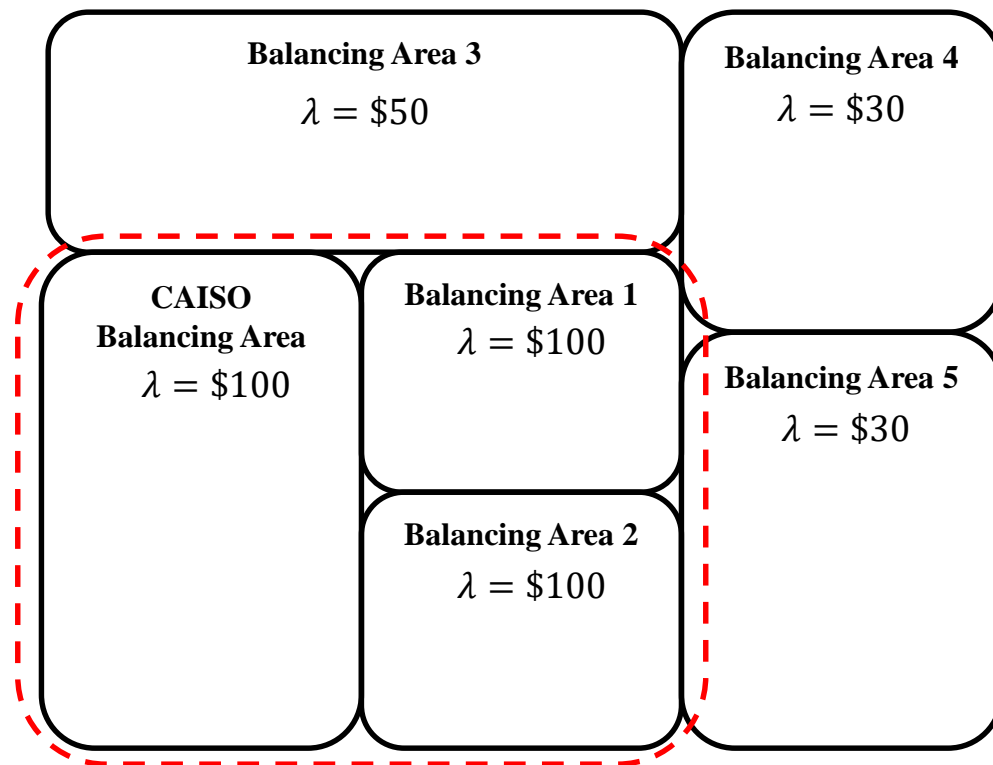 Balancing Area 3
λ = $50
Balancing Area 4
λ = $30
CAISO
Balancing Area
λ = $100
Balancing Area 1
λ = $100
Balancing Area 5
λ = $30
Balancing Area 2
λ = $100